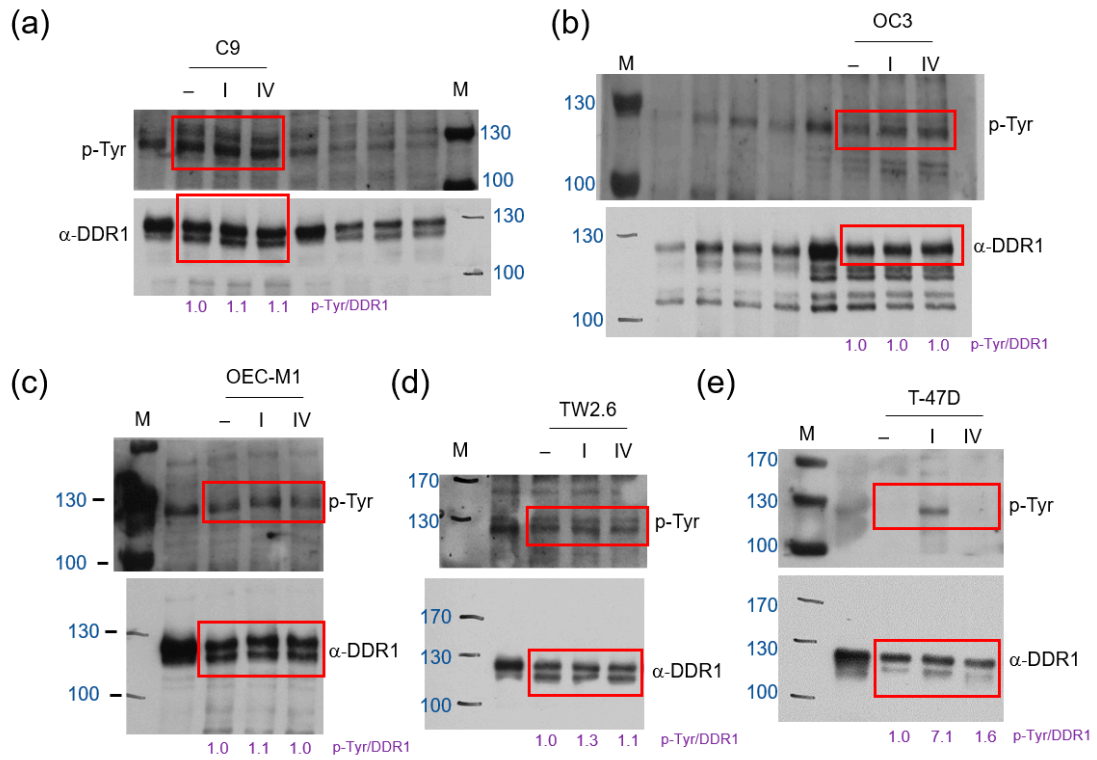 (a)
C9
– I IV M
p-Tyr 130
100
α-DDR1 130
100
1.0 1.1 1.1 p-Tyr/DDR1
(b)
OC3
M – I IV
130 p-Tyr
100
130 α-DDR1
100
1.0 1.0 1.0 p-Tyr/DDR1
(c)
OEC-M1
M – I IV
130 – p-Tyr
100 –
130 – α-DDR1
100 –
1.0 1.1 1.0 p-Tyr/DDR1
(d)
TW2.6
M – I IV
170
130 p-Tyr
170
130 α-DDR1
100
1.0 1.3 1.1 p-Tyr/DDR1
(e)
T-47D
M – I IV
170
130 p-Tyr
100
170
130 α-DDR1
100
1.0 7.1 1.6 p-Tyr/DDR1